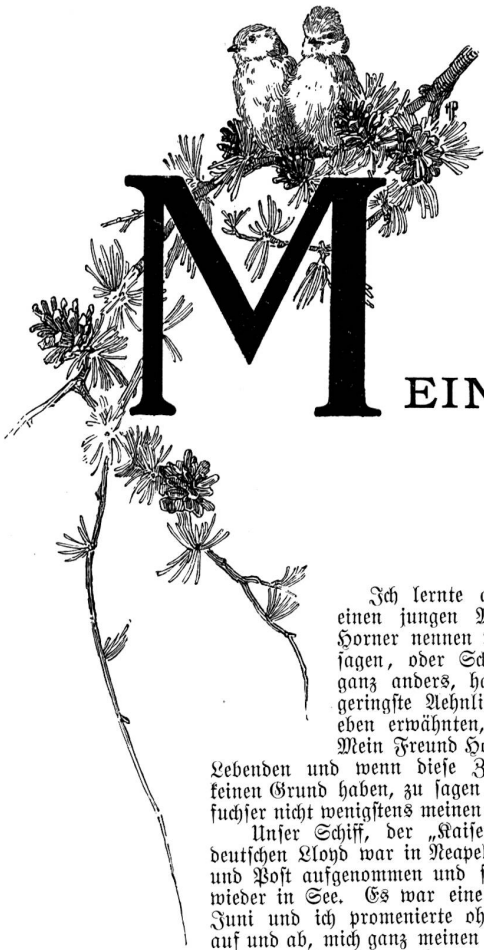 MEIN
Ich lernte
einen jungen
Horner nennen
sagen, oder
ganz anders,
geringste
eben erwähnten,
Mein Freund
Lebenden und wenn diese
keinen Grund haben, zu sagen
fuchser nicht wenigstens meinen
Unser Schiff, der „Kaise
deutschen Lloyd war in Neapel
und Post aufgenommen und
wieder in See. Es war eine
Juni und ich promenierte
auf und ab, mich ganz meinen